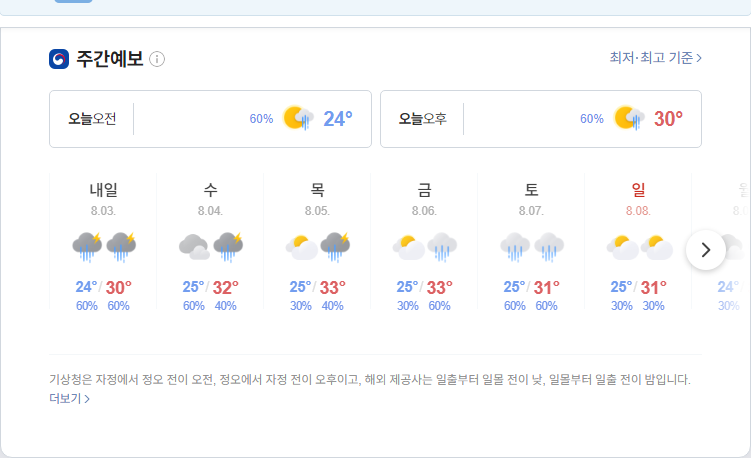 주간예보
최저·최고 기준
오늘오전 60% 24°
오늘오후 60% 30°
내일 수 목 금 토 일
8.03. 8.04. 8.05. 8.06. 8.07. 8.08.
24°/30° 25°/32° 25°/33° 25°/33° 25°/31° 25°/31° 24°
60% 60% 60% 40% 30% 40% 30% 60% 60% 60% 30% 30% 30%
기상청은 자정에서 정오 전이 오전, 정오에서 자정 전이 오후이고, 해외 제공사는 일출부터 일몰 전이 낮, 일몰부터 일출 전이 밤입니다.
더보기